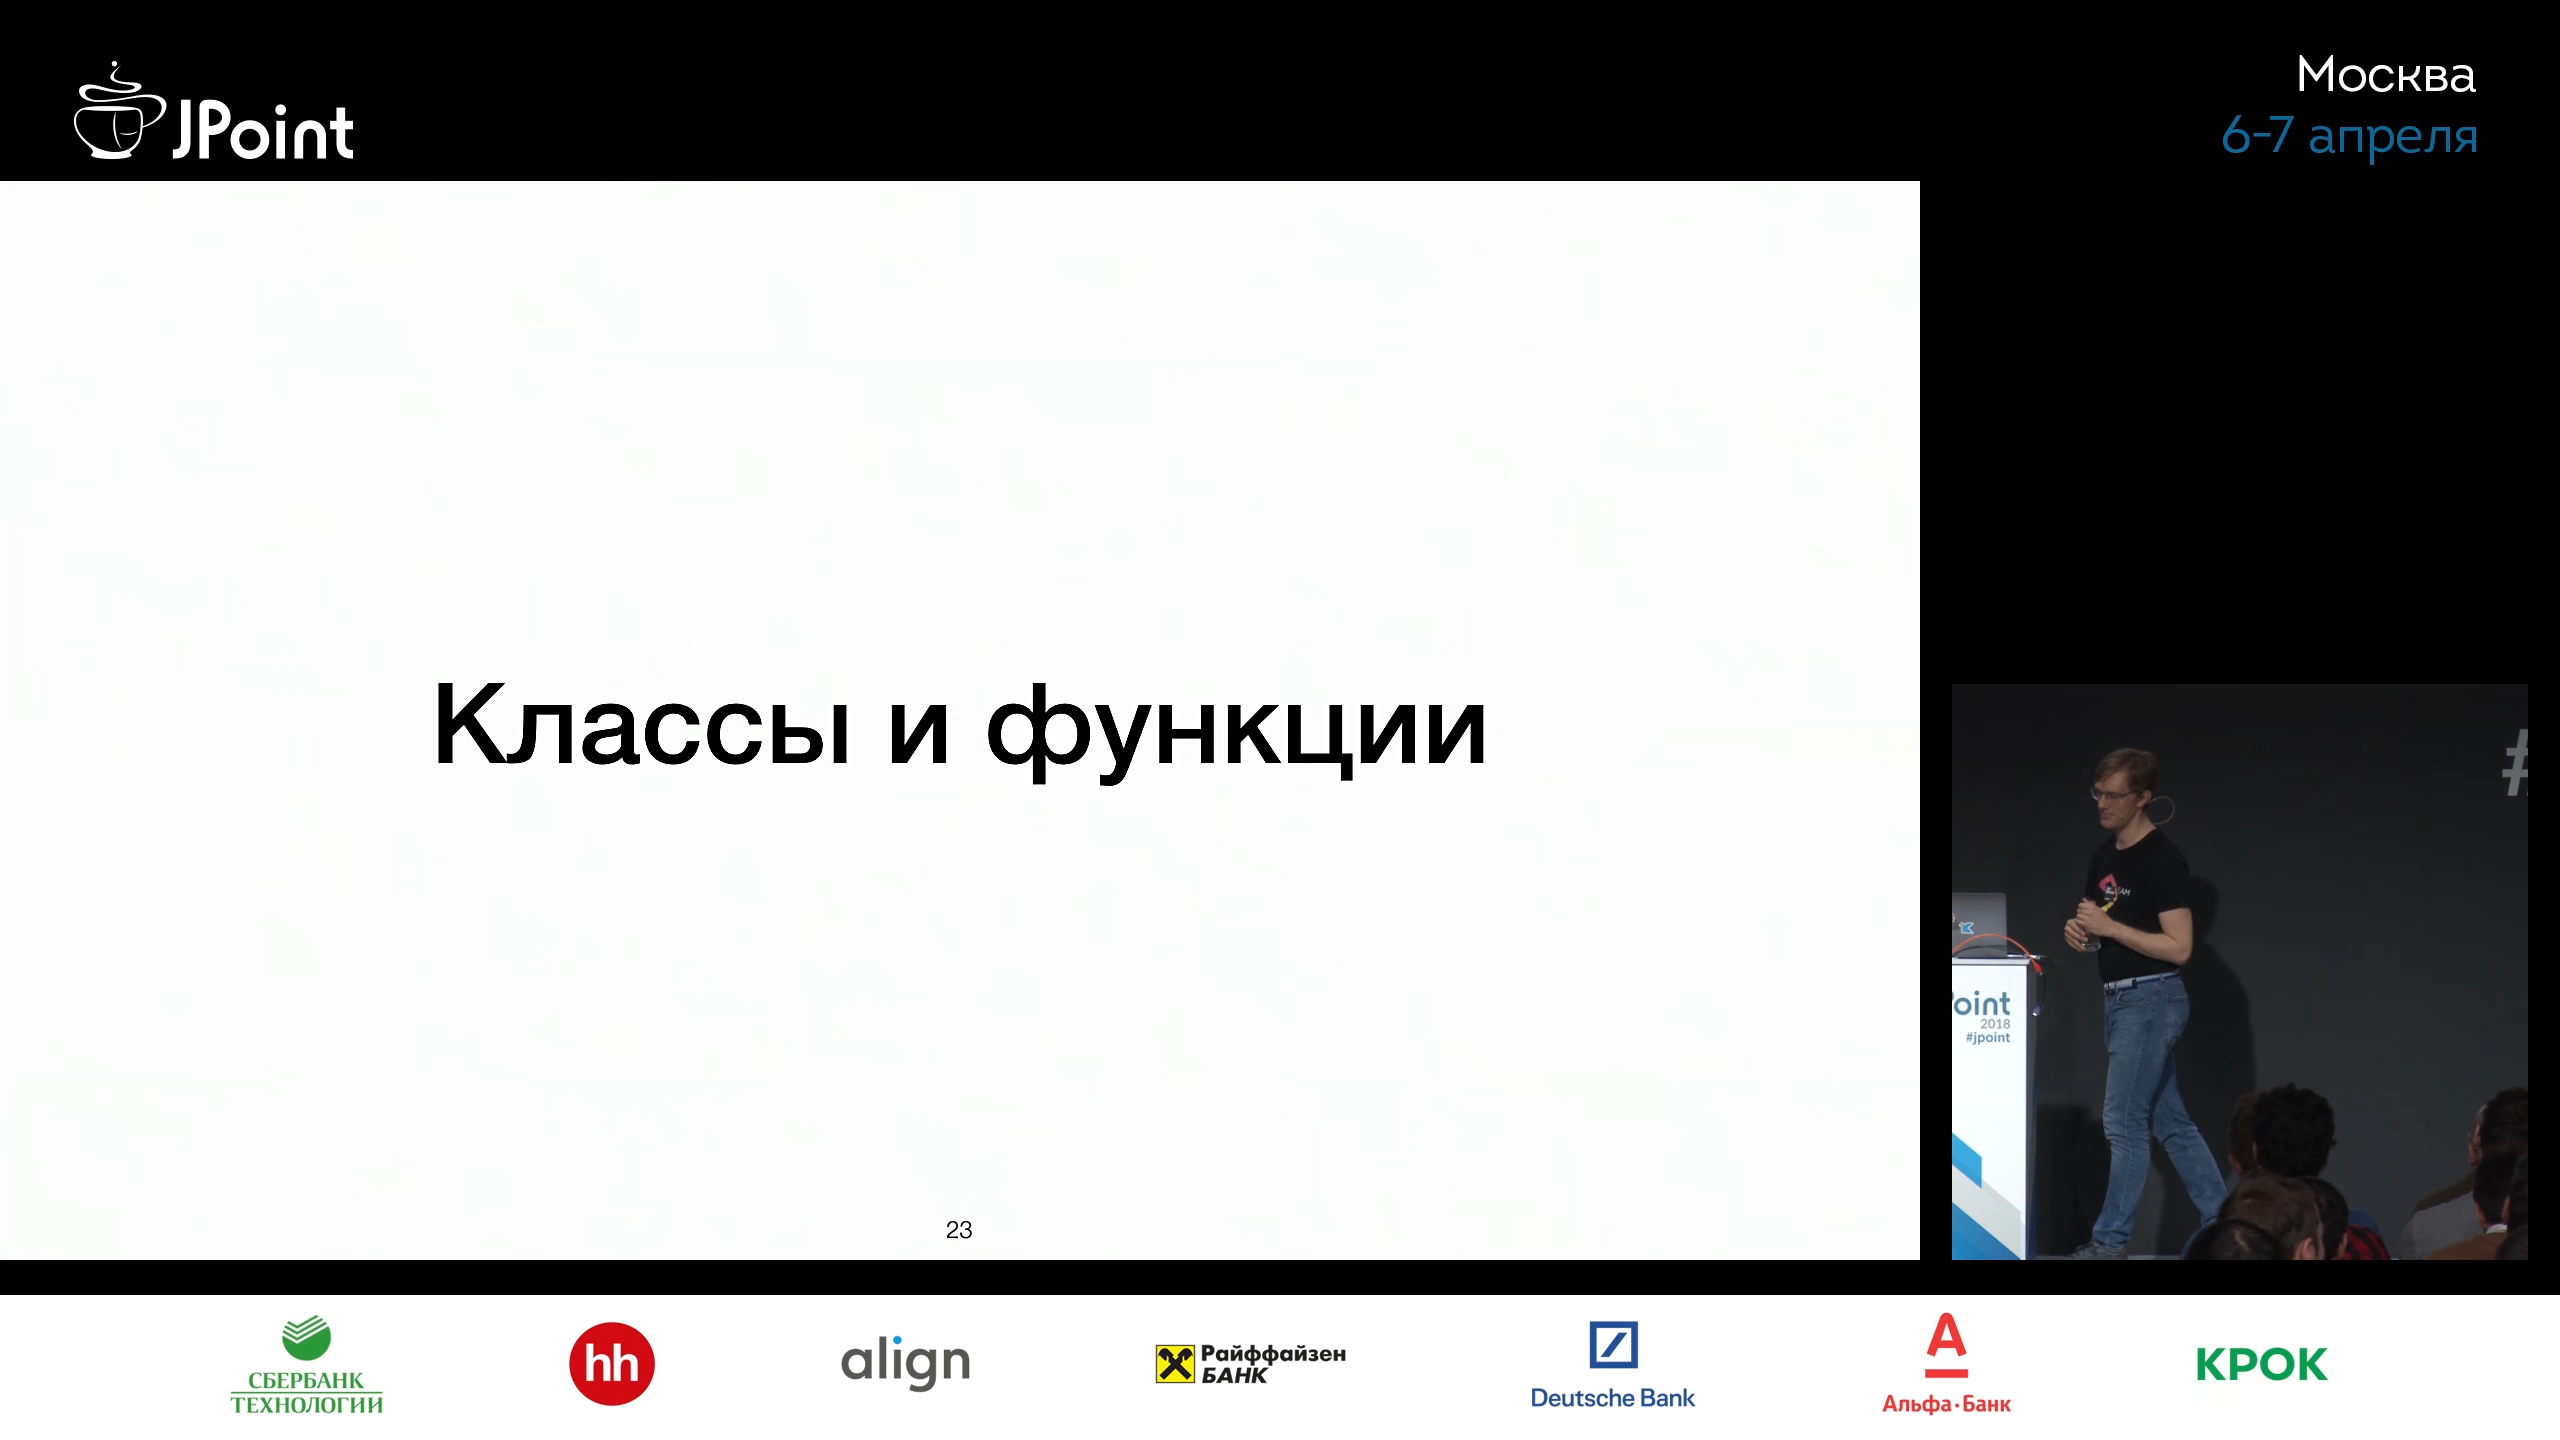 JPoint
Москва
6-7 апреля
Классы и функции
23
#
oint
2018
#jpoint
СБЕРБАНК
ТЕХНОЛОГИИ
hh
align
Райффайзен
БАНК
Deutsche Bank
Альфа·Банк
КРОК